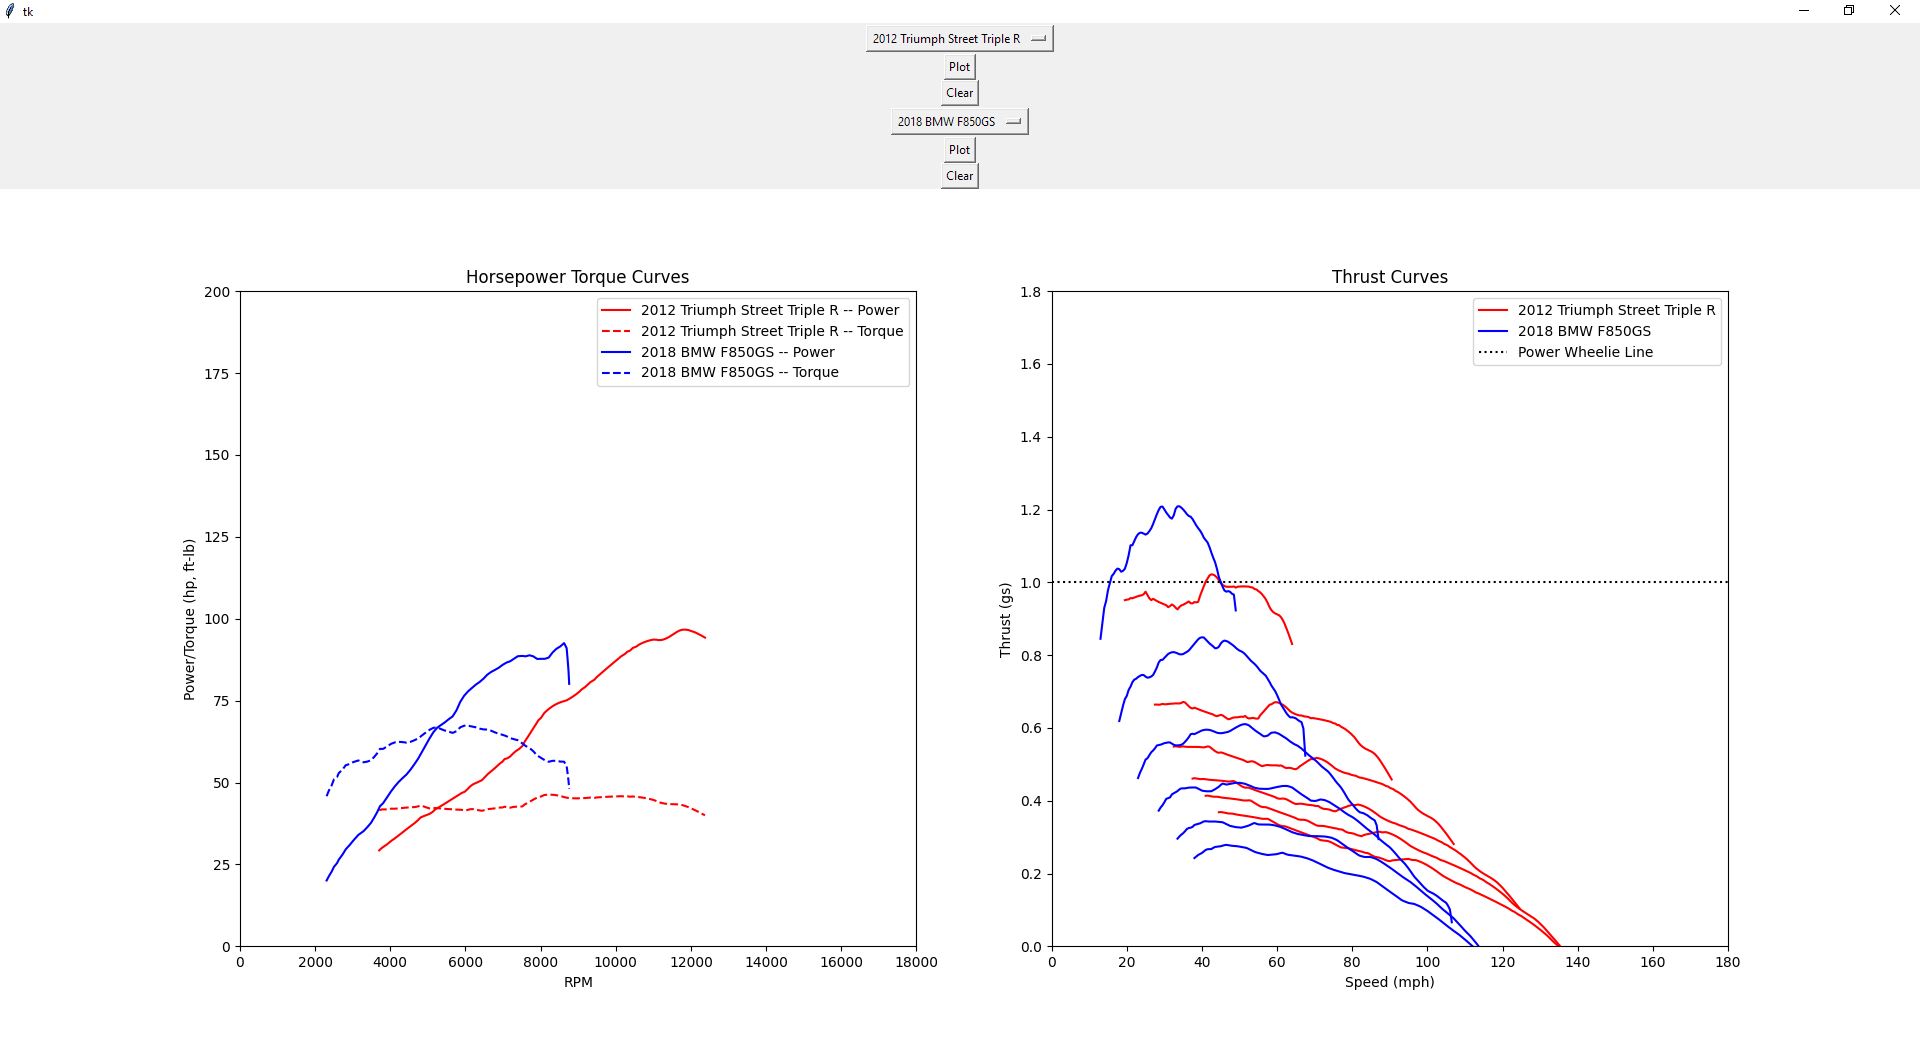 tk
2012 Triumph Street Triple R
Plot
Clear
2018 BMW F850GS
Plot
Clear
Horsepower Torque Curves
200
175
150
125
100
75
50
25
0
Power/Torque (hp, ft-lb)
2012 Triumph Street Triple R -- Power
2012 Triumph Street Triple R -- Torque
2018 BMW F850GS -- Power
2018 BMW F850GS -- Torque
0 2000 4000 6000 8000 10000 12000 14000 16000 18000
RPM
Thrust Curves
1.8
1.6
1.4
1.2
1.0
0.8
0.6
0.4
0.2
0.0
Thrust (gs)
2012 Triumph Street Triple R
2018 BMW F850GS
Power Wheelie Line
0 20 40 60 80 100 120 140 160 180
Speed (mph)